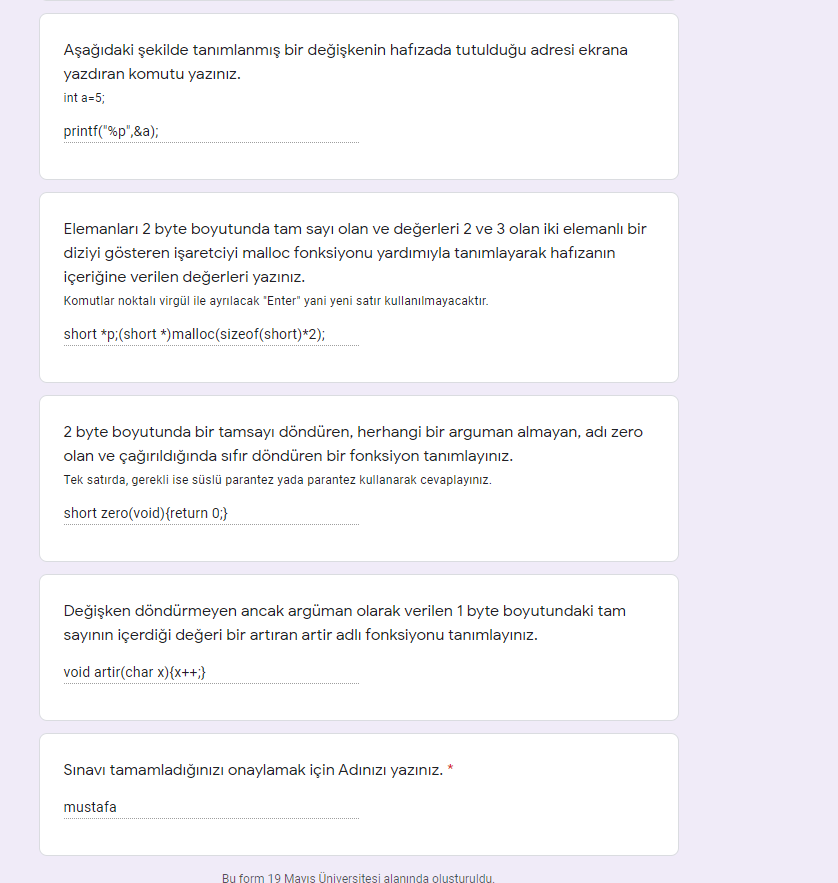 Aşağıdaki şekilde tanımlanmış bir değişkenin hafızada tutulduğu adresi ekrana
yazdıran komutu yazınız.
int a=5;
printf("%p",&a);
Elemanları 2 byte boyutunda tam sayı olan ve değerleri 2 ve 3 olan iki elemanlı bir
diziyi gösteren işaretciyi malloc fonksiyonu yardımıyla tanımlayarak hafızanın
içeriğine verilen değerleri yazınız.
Komutlar noktalı virgül ile ayrılacak "Enter" yani yeni satır kullanılmayacaktır.
short *p;(short *)malloc(sizeof(short)*2);
2 byte boyutunda bir tamsayı döndüren, herhangi bir arguman almayan, adı zero
olan ve çağırıldığında sıfır döndüren bir fonksiyon tanımlayınız.
Tek satırda, gerekli ise süslü parantez yada parantez kullanarak cevaplayınız.
short zero(void){return 0;}
Değişken döndürmeyen ancak argüman olarak verilen 1 byte boyutundaki tam
sayının içerdiği değeri bir artıran artir adlı fonksiyonu tanımlayınız.
void artir(char x){x++;}
Sınavı tamamladığınızı onaylamak için Adınızı yazınız. *
mustafa
Bu form 19 Mayıs Üniversitesi alanında oluşturuldu.